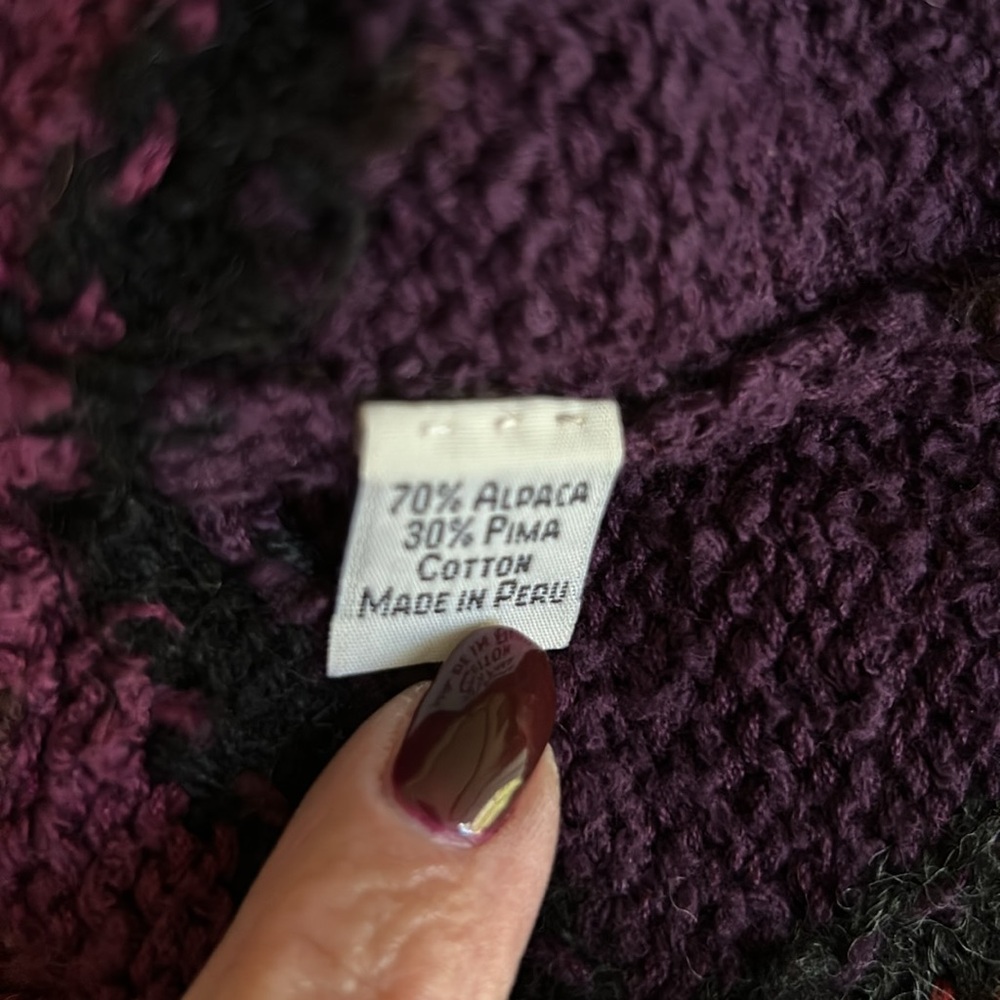 70% ALPACA
30% PIMA
COTTON
MADE IN PERU